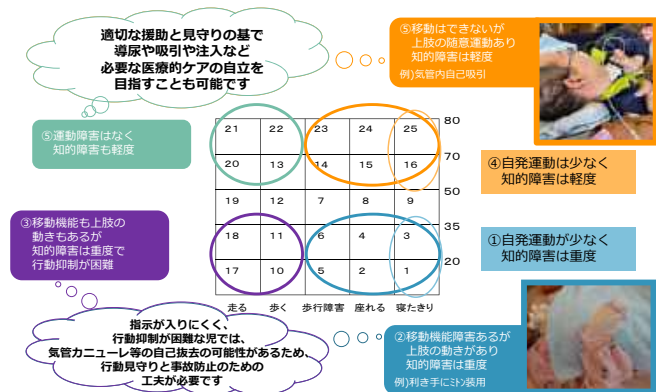 適切な援助と見守りの基で
導尿や吸引や注入など
必要な医療的ケアの自立を
目指すことも可能です
⑤移動はできないが
上肢の随意運動あり
知的障害は軽度
例)気管内自己吸引
⑤運動障害はなく
知的障害も軽度
④自発運動は少なく
知的障害は軽度
③移動機能も上肢の
動きもあるが
知的障害は重度で
行動抑制が困難
①自発運動が少なく
知的障害は重度
21 22 23 24 25 80
20 13 14 15 16 70
19 12 7 8 9 50
18 11 6 4 3 35
17 10 5 2 1 20
走る 歩く 歩行障害 座れる 寝たきり
指示が入りにくく、
行動抑制が困難な児では、
気管カニューレ等の自己抜去の可能性があるため、
行動見守りと事故防止のための
工夫が必要です
②移動機能障害あるが
上肢の動きがあり
知的障害は重度
例)利き手にミトン装用